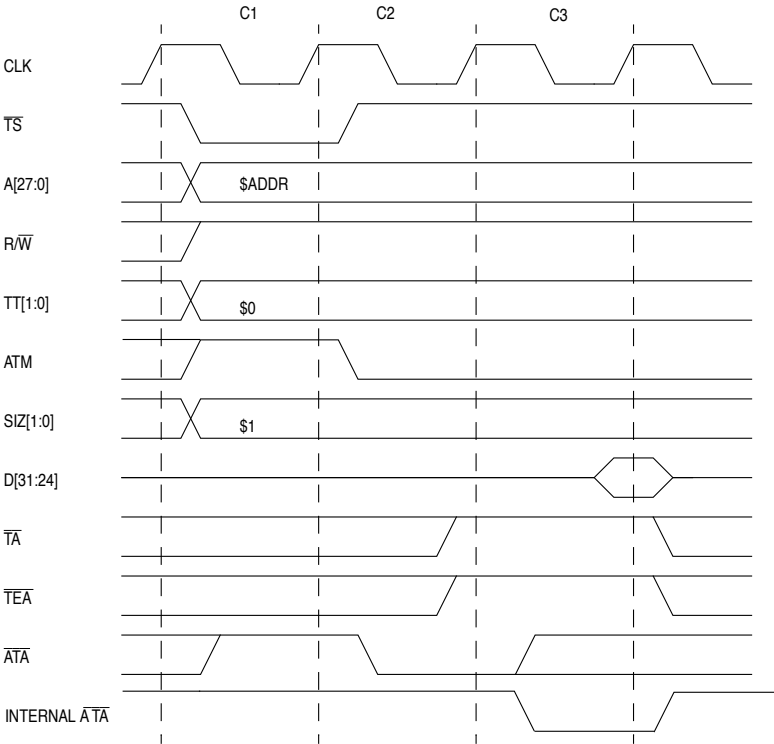 C1 C2 C3
CLK
TS
A[27:0] $ADDR
R/W
TT[1:0] $0
ATM
SIZ[1:0] $1
D[31:24]
TA
TEA
ATA
INTERNAL ATA